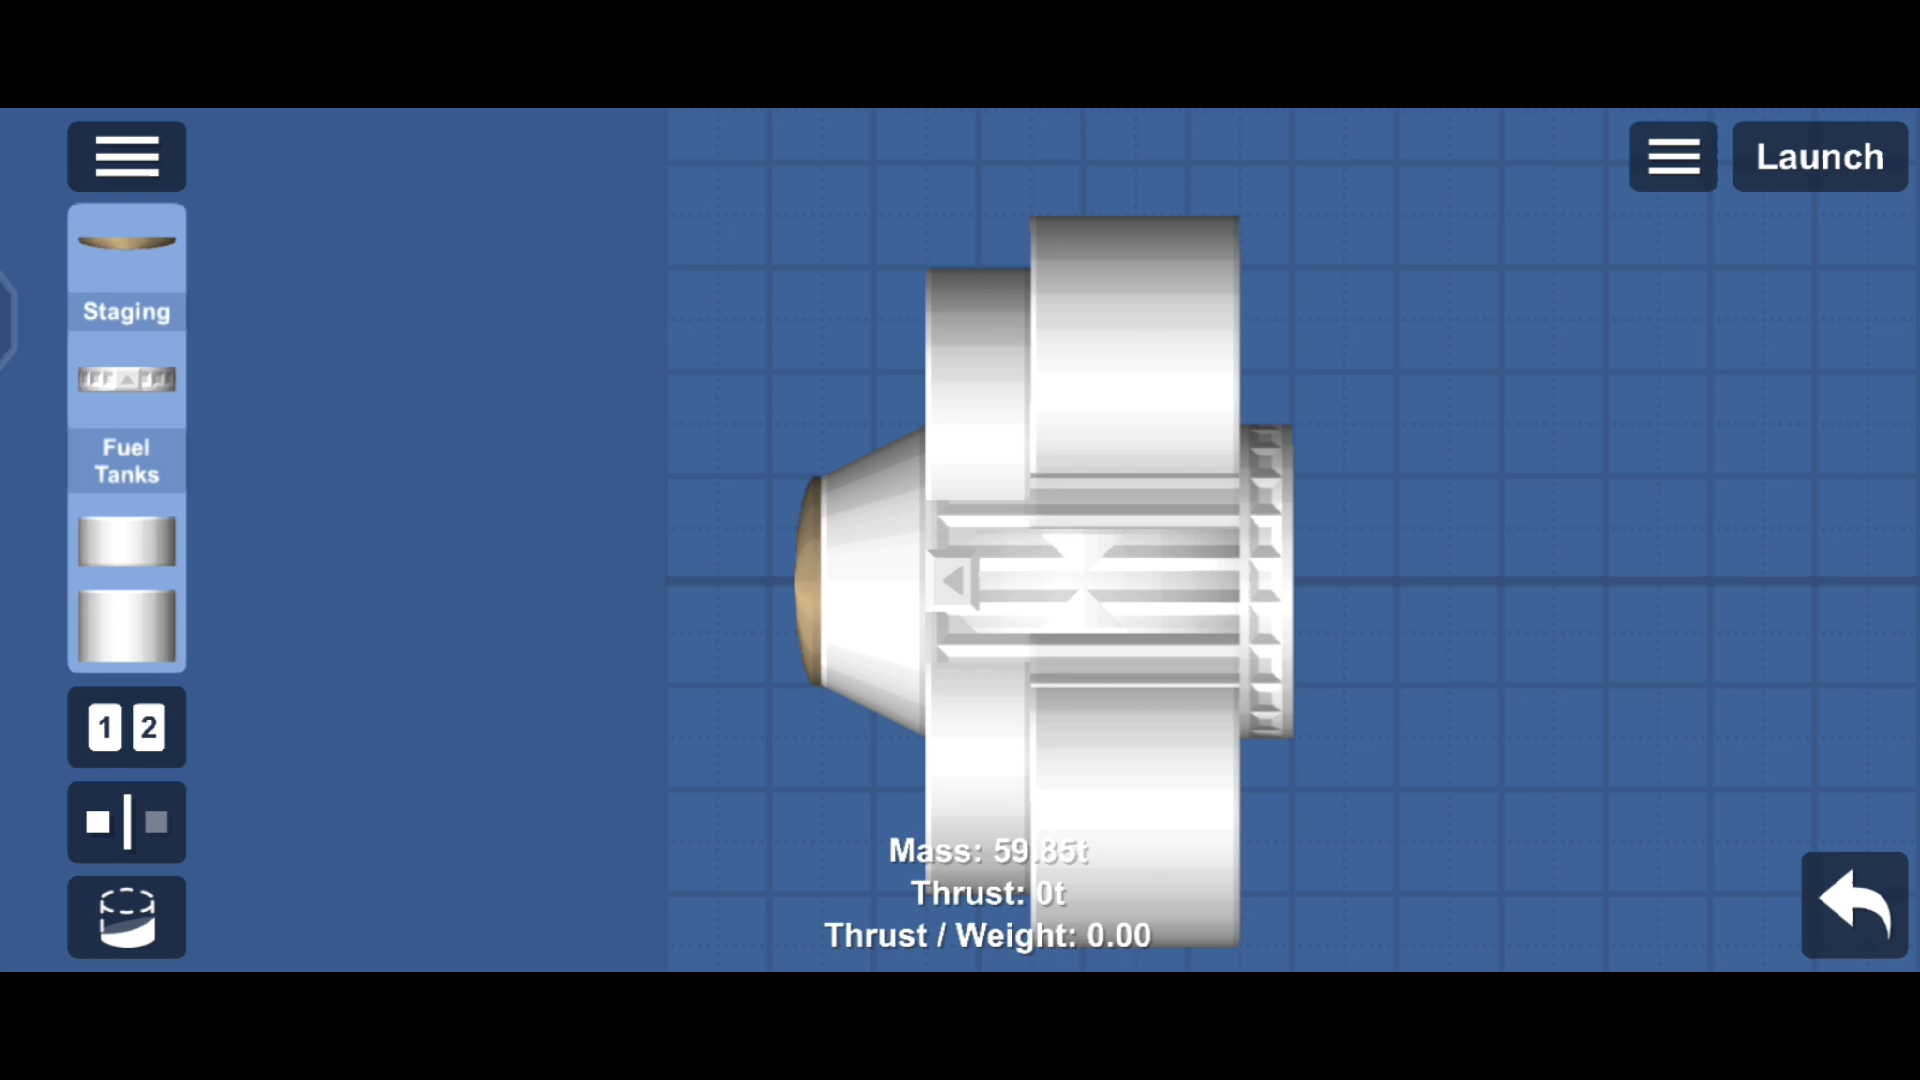 Launch
Staging
Fuel
Tanks
1 2
Mass: 59.85t
Thrust: 0t
Thrust / Weight: 0.00